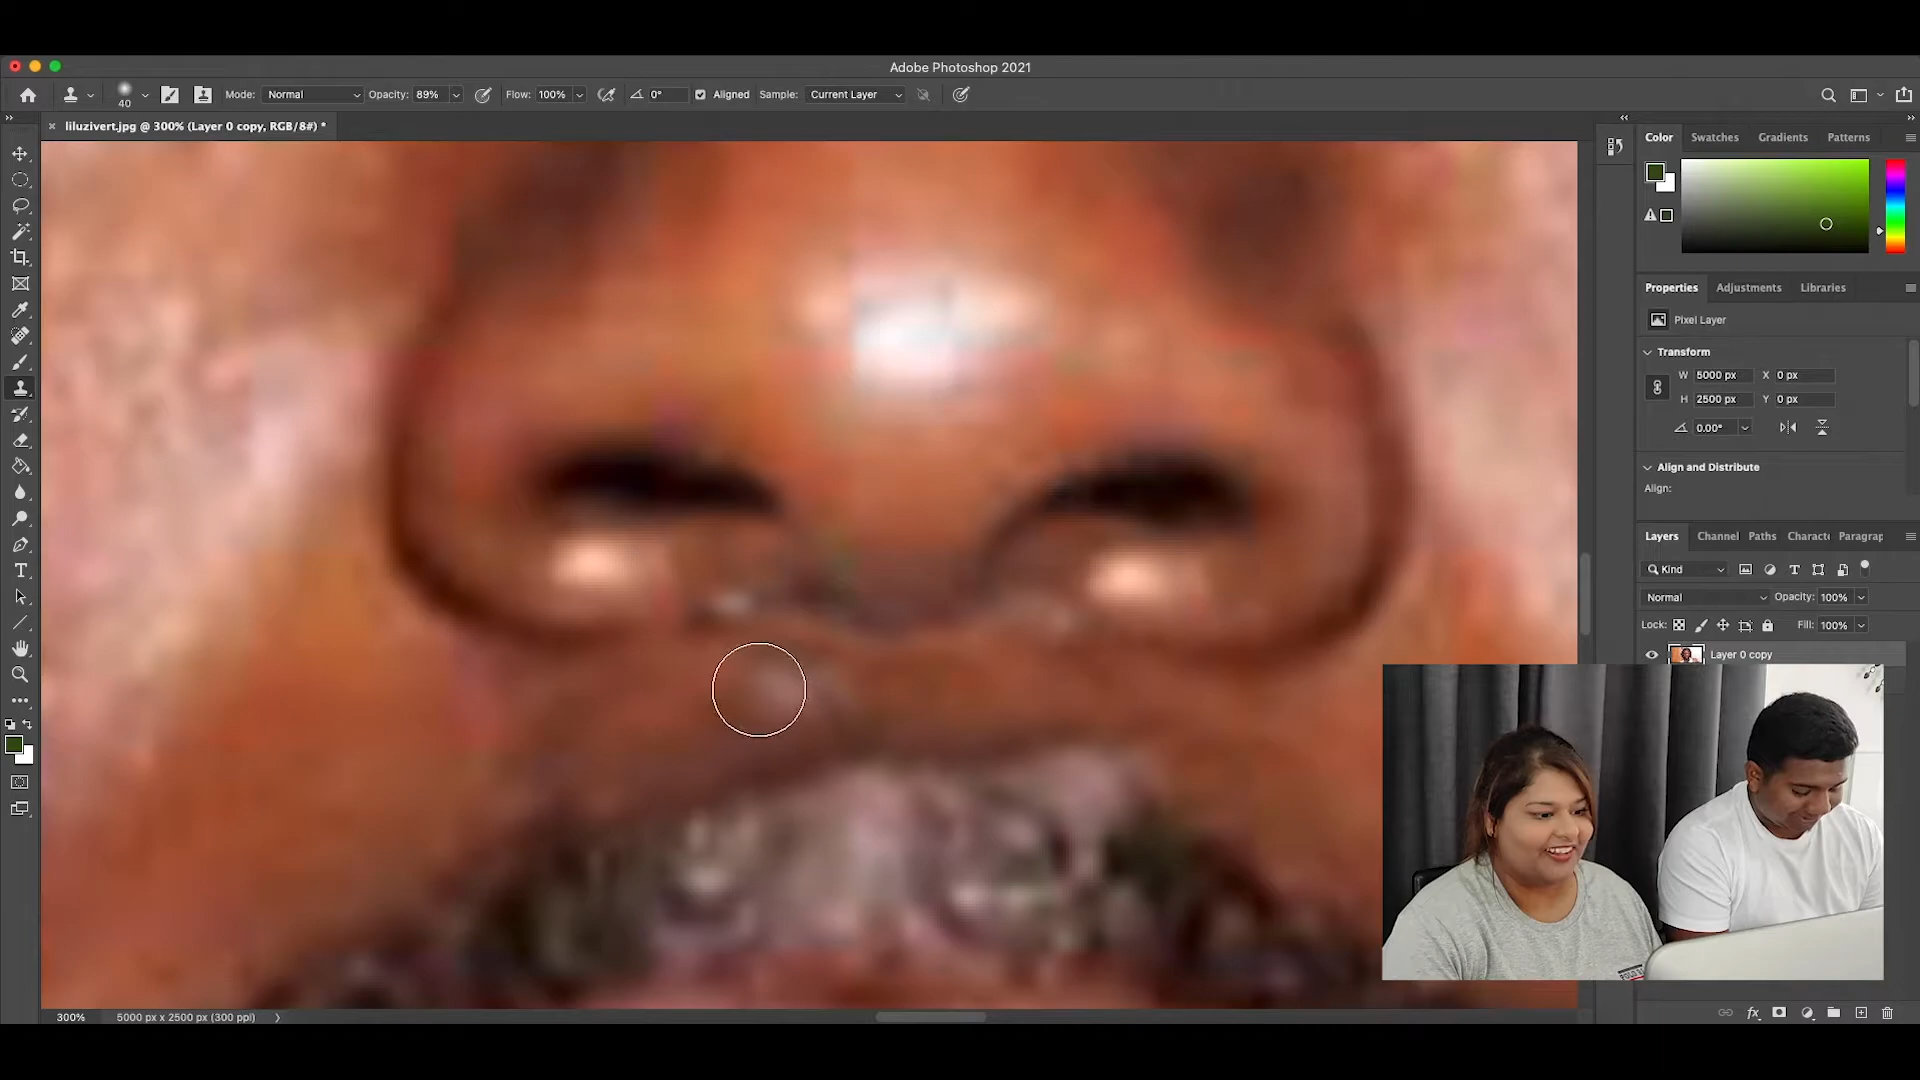 Adobe Photoshop 2021
40 Mode: Normal Opacity: 89% Flow: 100% 0° Aligned Sample: Current Layer
liluzivert.jpg @ 300% (Layer 0 copy, RGB/8#) *
Color Swatches Gradients Patterns
Properties Adjustments Libraries
Pixel Layer
Transform
W 5000 px X 0 px
H 2500 px Y 0 px
0.00°
Align and Distribute
Align:
Layers Channel Paths Characte Paragrap
Kind
Normal Opacity: 100%
Lock: Fill: 100%
Layer 0 copy
300% 5000 px x 2500 px (300 ppi)